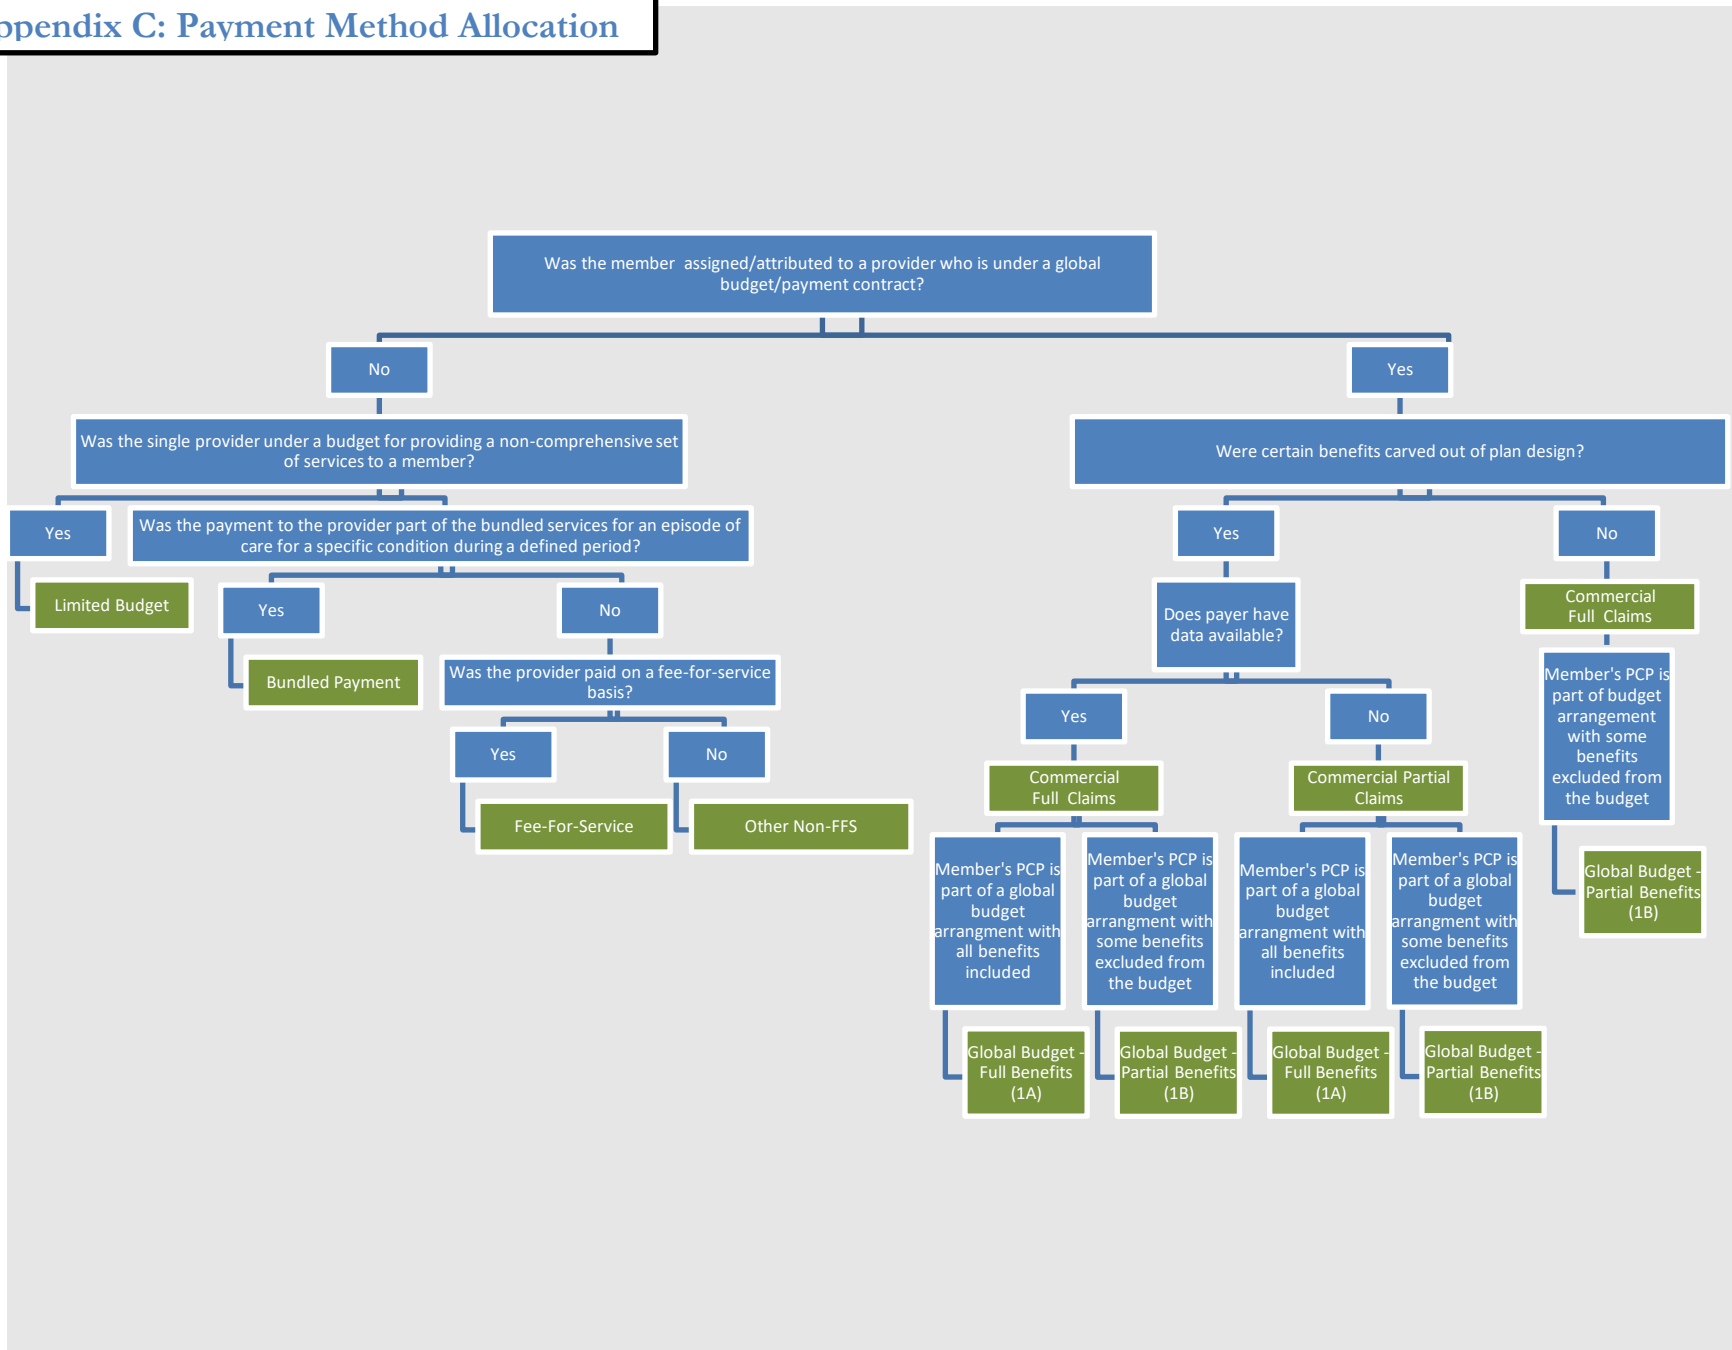 ppendix C: Payment Method Allocation
Was the member assigned/attributed to a provider who is under a global
budget/payment contract?
No
Yes
Was the single provider under a budget for providing a non-comprehensive set
of services to a member?
Were certain benefits carved out of plan design?
Yes
Was the payment to the provider part of the bundled services for an episode of
care for a specific condition during a defined period?
Yes
No
Limited Budget
Yes
No
Does payer have
data available?
Commercial
Full Claims
Bundled Payment
Was the provider paid on a fee-for-service
basis?
Member's PCP is
part of budget
arrangement
with some
benefits
excluded from
the budget
Yes
No
Yes
No
Commercial
Full Claims
Commercial Partial
Claims
Fee-For-Service
Other Non-FFS
Member's PCP is
part of a global
budget
arrangment with
all benefits
included
Member's PCP is
part of a global
budget
arrangment with
some benefits
excluded from
the budget
Member's PCP is
part of a global
budget
arrangment with
all benefits
included
Member's PCP is
part of a global
budget
arrangment with
some benefits
excluded from
the budget
Global Budget -
Partial Benefits
(1B)
Global Budget -
Full Benefits
(1A)
Global Budget -
Partial Benefits
(1B)
Global Budget -
Full Benefits
(1A)
Global Budget -
Partial Benefits
(1B)